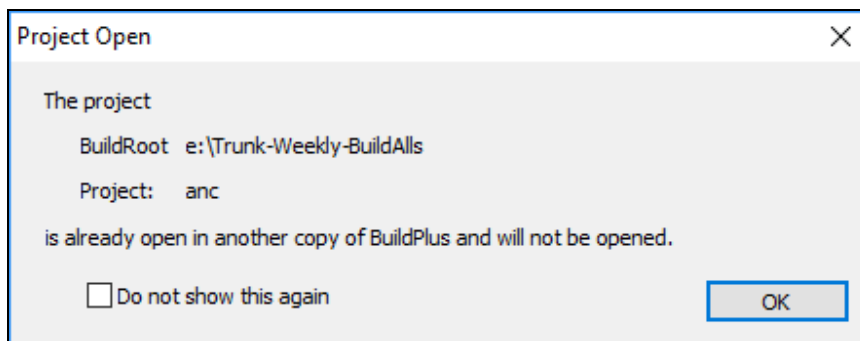 Project Open
The project
BuildRoot e:\Trunk-Weekly-BuildAlls
Project: anc
is already open in another copy of BuildPlus and will not be opened.
Do not show this again
OK